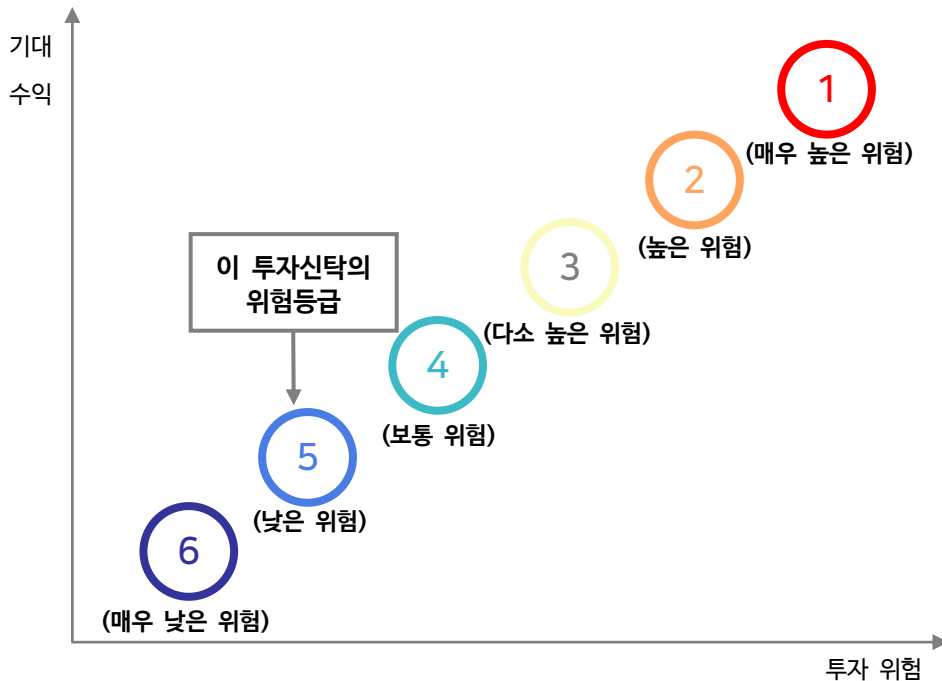 기대
수익
1
(매우 높은 위험)
2
(높은 위험)
3
(다소 높은 위험)
이 투자신탁의
위험등급
4
(보통 위험)
5
(낮은 위험)
6
(매우 낮은 위험)
투자 위험